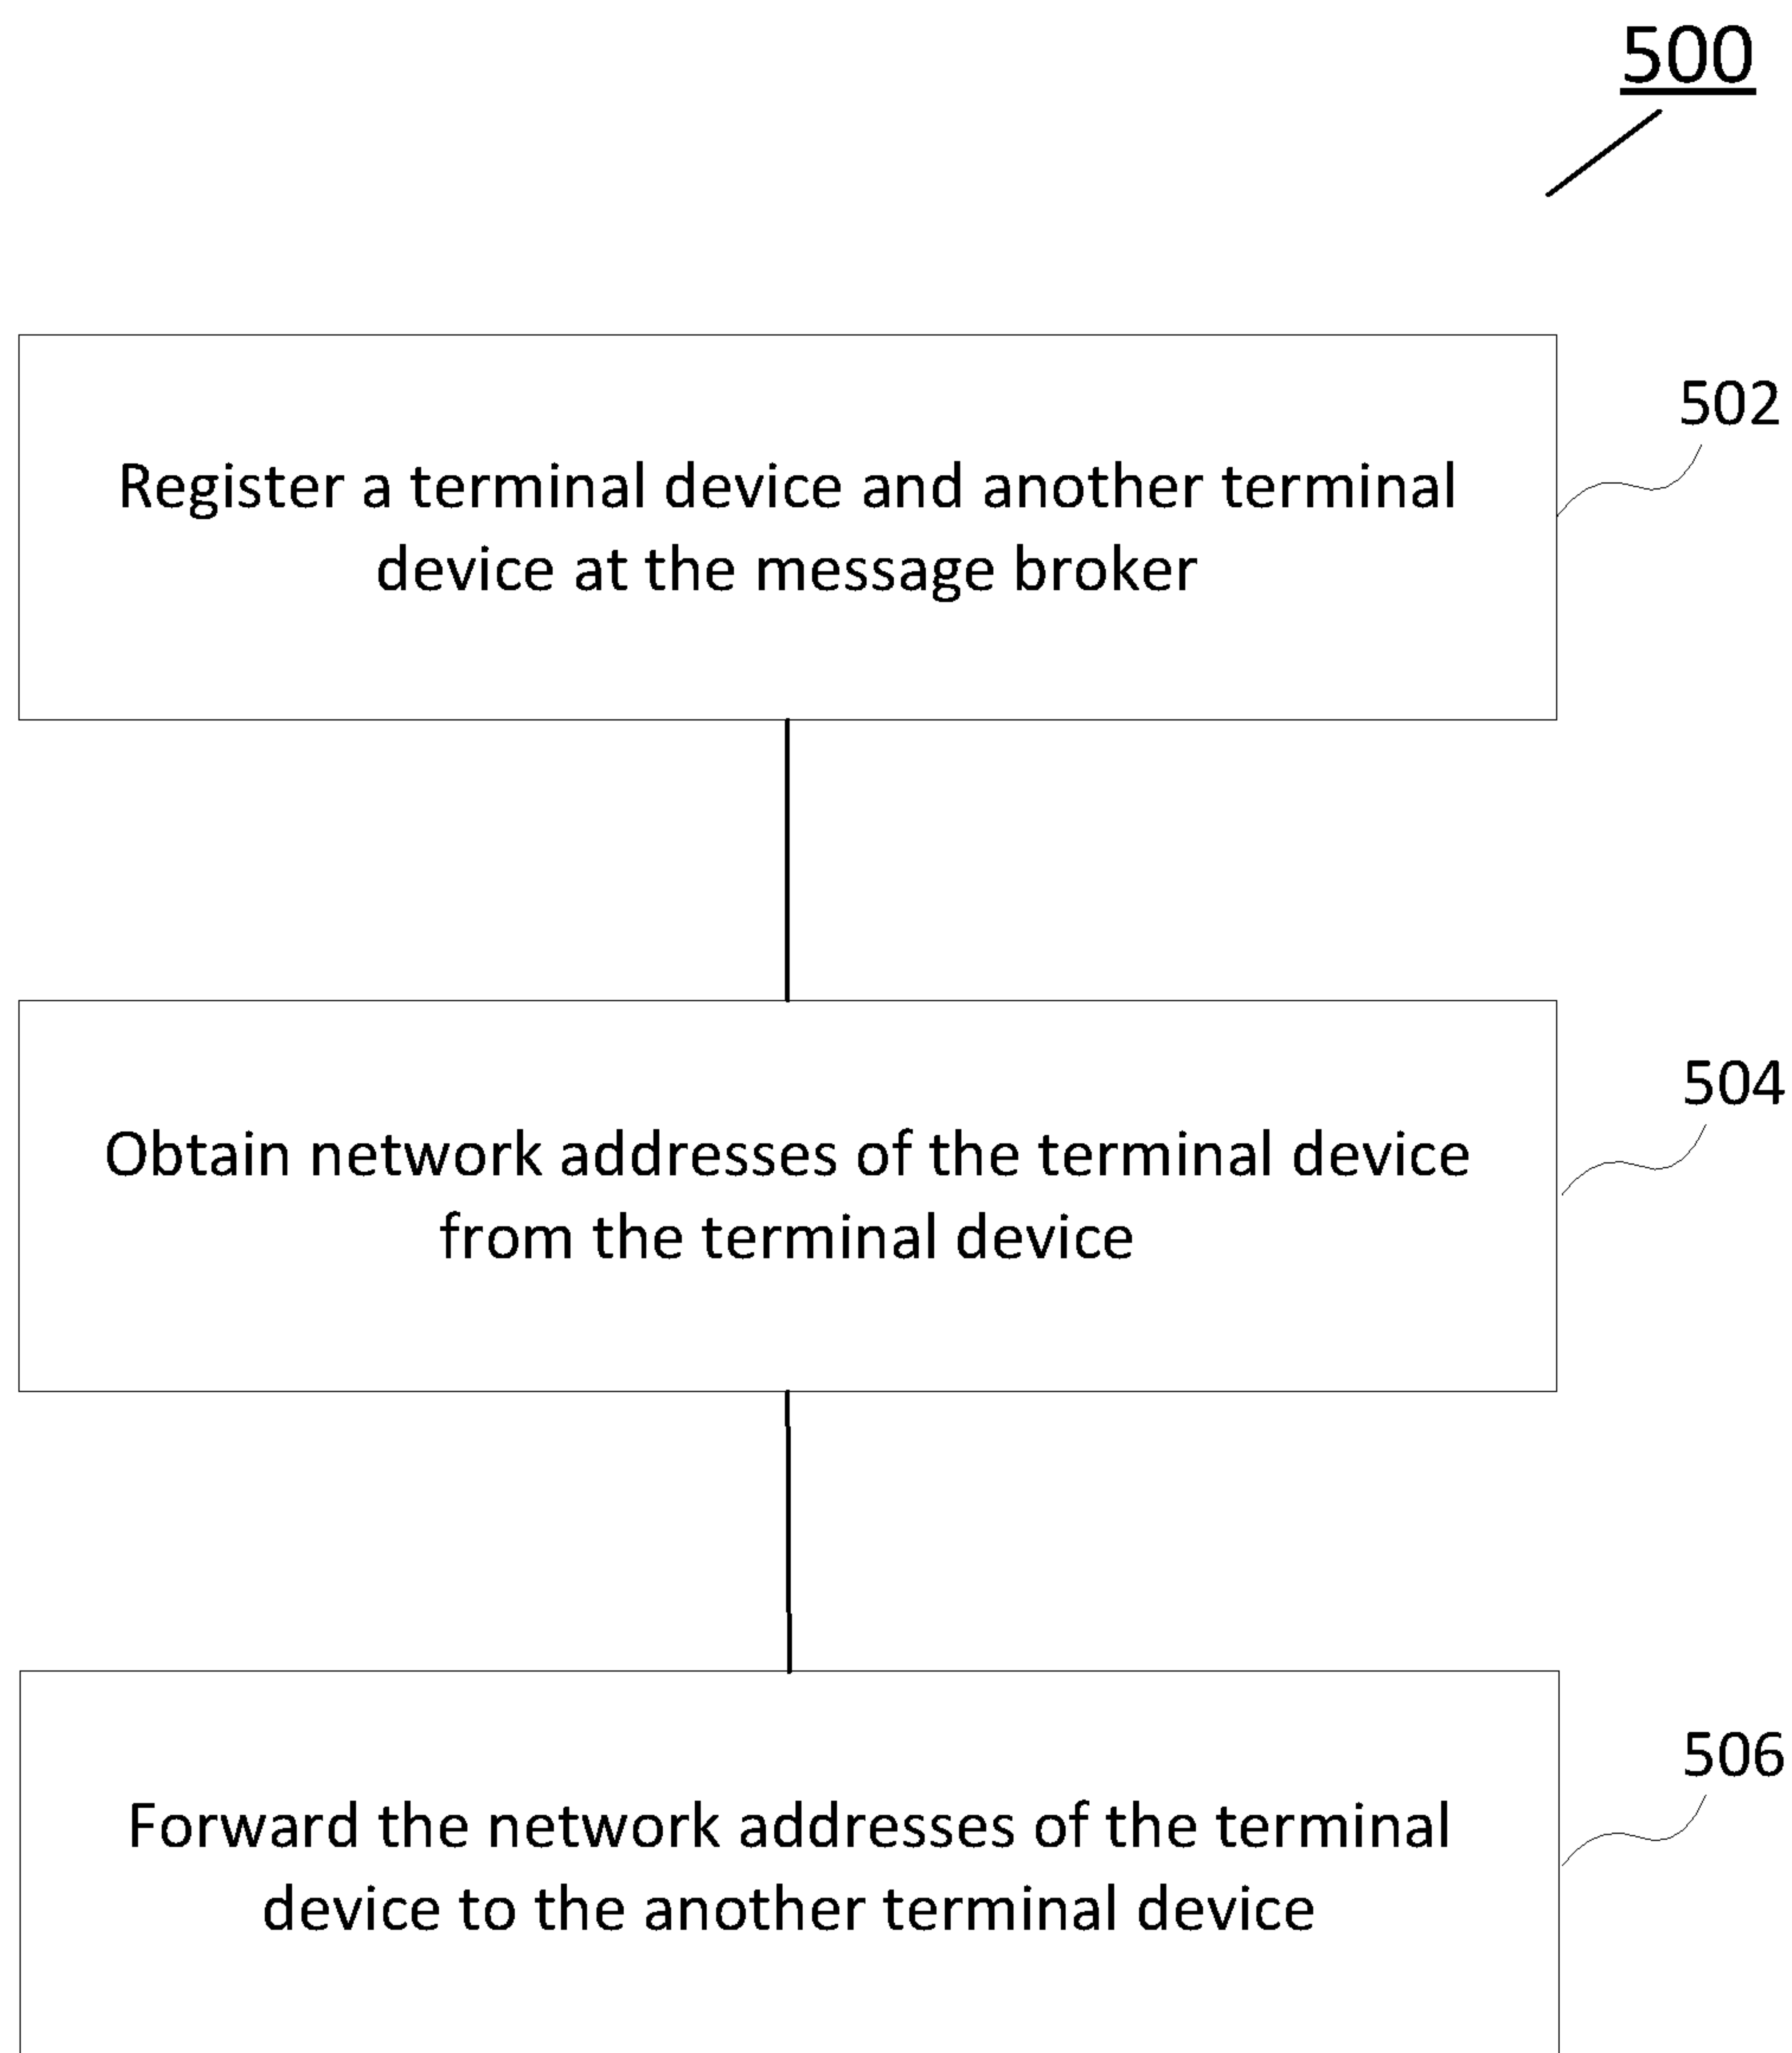 500
502
Register a terminal device and another terminal
device at the message broker
504
Obtain network addresses of the terminal device
from the terminal device
506
Forward the network addresses of the terminal
device to the another terminal device